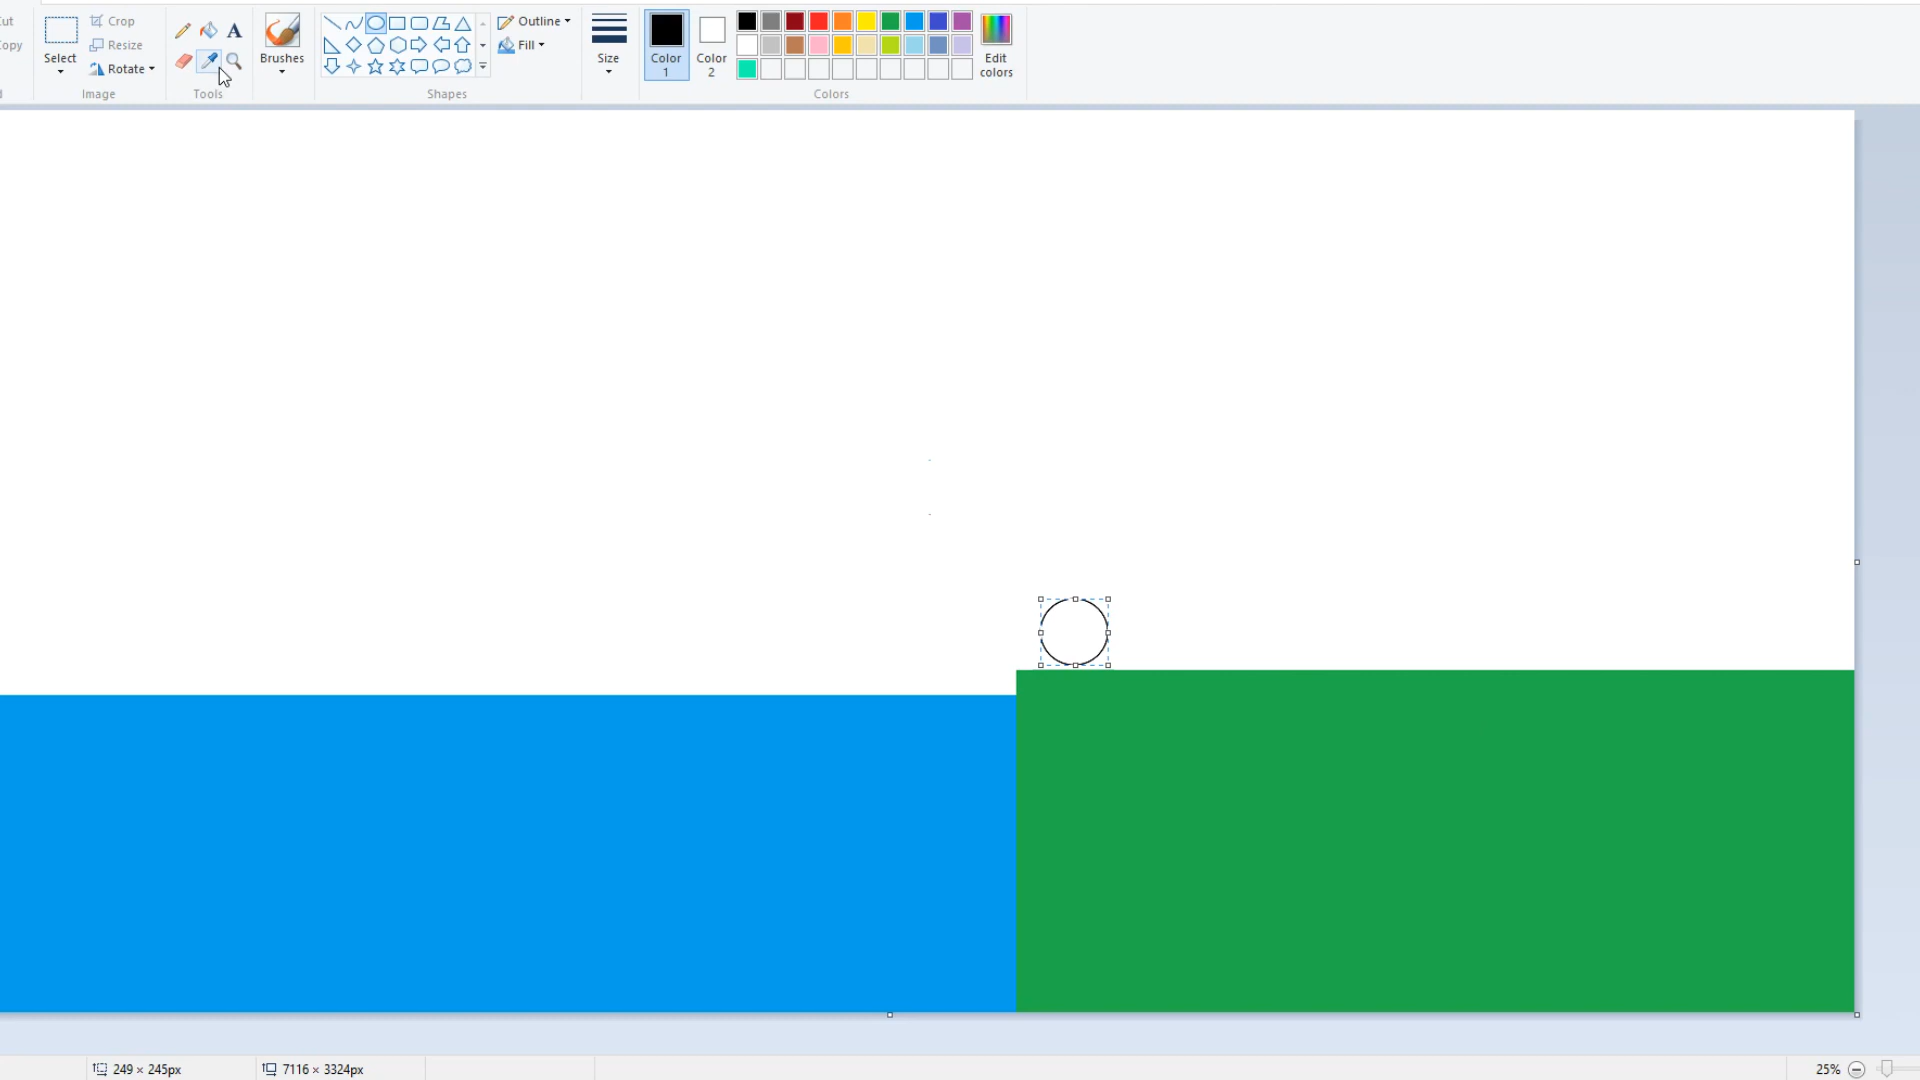 ut
opy
Select
Crop
Resize
Rotate
Image
A
Tools
Brushes
Shapes
Outline
Fill
Size
Color
1
Color
2
Edit
colors
Colors
249 × 245px
7116 × 3324px
25%